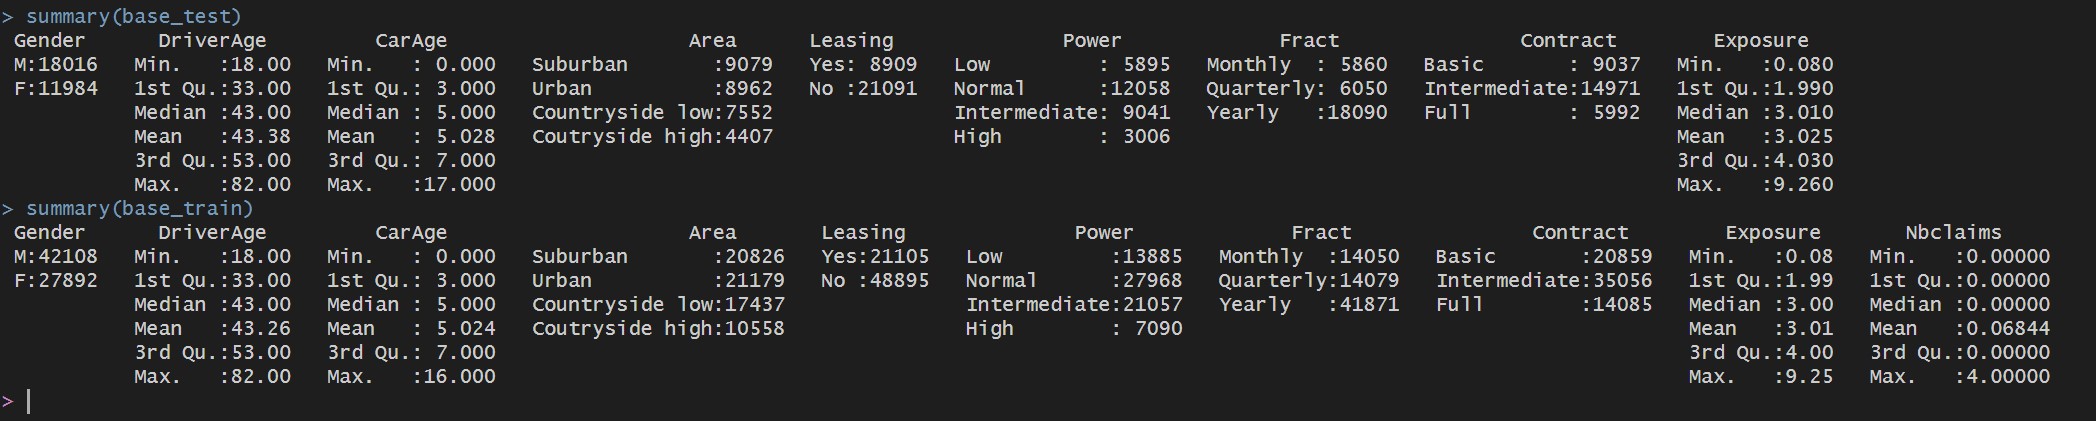 > summary(base_test)
Gender DriverAge CarAge Area Leasing Power Fract Contract Exposure
M:18016 Min. :18.00 Min. : 0.000 Suburban :9079 Yes: 8909 Low : 5895 Monthly : 5860 Basic : 9037 Min. :0.080
F:11984 1st Qu.:33.00 1st Qu.: 3.000 Urban :8962 No :21091 Normal :12058 Quarterly: 6050 Intermediate:14971 1st Qu.:1.990
Median :43.00 Median : 5.000 Countryside low:7552 Intermediate: 9041 Yearly :18090 Full : 5992 Median :3.010
Mean :43.38 Mean : 5.028 Coutryside high:4407 High : 3006 Mean :3.025
3rd Qu.:53.00 3rd Qu.: 7.000 3rd Qu.:4.030
Max. :82.00 Max. :17.000 Max. :9.260
> summary(base_train)
Gender DriverAge CarAge Area Leasing Power Fract Contract Exposure Nbclaims
M:42108 Min. :18.00 Min. : 0.000 Suburban :20826 Yes:21105 Low :13885 Monthly :14050 Basic :20859 Min. :0.08 Min. :0.00000
F:27892 1st Qu.:33.00 1st Qu.: 3.000 Urban :21179 No :48895 Normal :27968 Quarterly:14079 Intermediate:35056 1st Qu.:1.99 1st Qu.:0.00000
Median :43.00 Median : 5.000 Countryside low:17437 Intermediate:21057 Yearly :41871 Full :14085 Median :3.00 Median :0.00000
Mean :43.26 Mean : 5.024 Coutryside high:10558 High : 7090 Mean :3.01 Mean :0.06844
3rd Qu.:53.00 3rd Qu.: 7.000 3rd Qu.:4.00 3rd Qu.:0.00000
Max. :82.00 Max. :16.000 Max. :9.25 Max. :4.00000
>